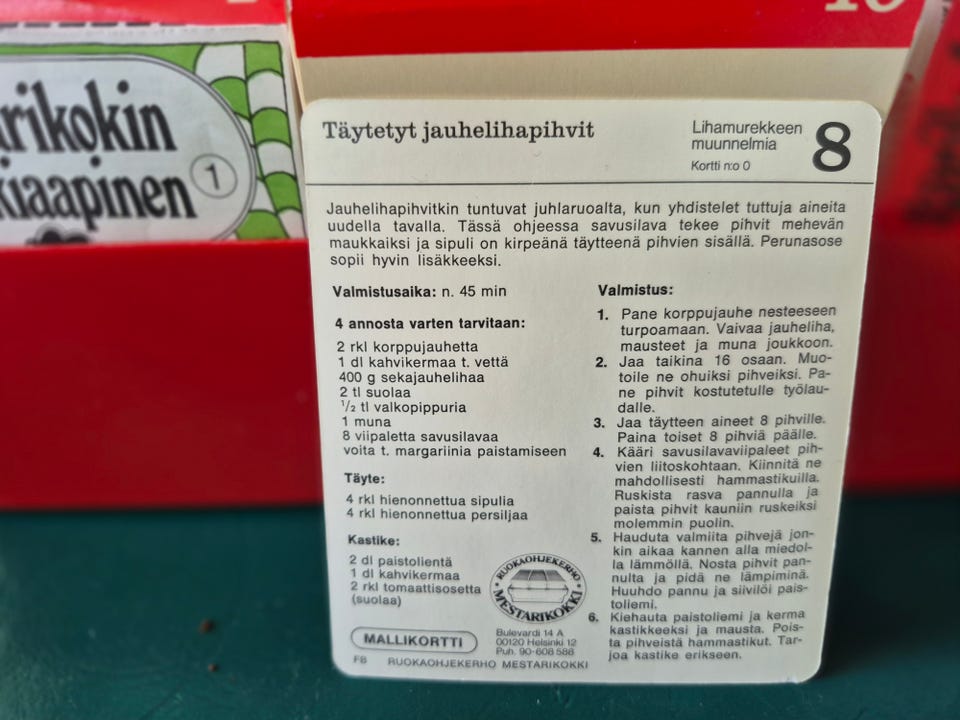 10
rikokin
kiaapinen
1
Täytetyt jauhelihapihvit
Lihamurekkeen
muunnelmia
Kortti n:o 0
8
Jauhelihapihvitkin tuntuvat juhlaruoalta, kun yhdistelet tuttuja aineita
uudella tavalla. Tässä ohjeessa savusilava tekee pihvit mehevän
maukkaiksi ja sipuli on kirpeänä täytteenä pihvien sisällä. Perunasose
sopii hyvin lisäkkeeksi.
Valmistusaika: n. 45 min
4 annosta varten tarvitaan:
2 rkl korppujauhetta
1 dl kahvikermaa t. vettä
400 g sekajauhelihaa
2 tl suolaa
1/2 tl valkopippuria
1 muna
8 viipaletta savusilavaa
voita t. margariinia paistamiseen
Täyte:
4 rkl hienonnettua sipulia
4 rkl hienonnettua persiljaa
Kastike:
2 dl paistolientä
1 dl kahvikermaa
2 rkl tomaattisosetta
(suolaa)
Valmistus:
1. Pane korppujauhe nesteeseen
turpoamaan. Vaivaa jauheliha,
mausteet ja muna joukkoon.
2. Jaa taikina 16 osaan. Muo-
toile ne ohuiksi pihveiksi. Pa-
ne pihvit kostutetulle työlau-
dalle.
3. Jaa täytteen aineet 8 pihville.
Paina toiset 8 pihviä päälle.
4. Kääri savusilavaviipaleet pih-
vien liitoskohtaan. Kiinnitä ne
mahdollisesti hammastikuilla.
Ruskista rasva pannulla ja
paista pihvit kauniin ruskeiksi
molemmin puolin.
5. Hauduta valmiita pihvejä jon-
kin aikaa kannen alla miedol-
la lämmöllä. Nosta pihvit pan-
nulta ja pidä ne lämpiminä.
Huuhdo pannu ja siivilöi pais-
toliemi.
6. Kiehauta paistoliemi ja kerma
kastikkeeksi ja mausta. Pois-
ta pihveistä hammastikut. Tar-
joa kastike erikseen.
RUOKAOHJEKERHO
MESTARIKOKKI
MALLIKORTTI
Bulevardi 14 A
00120 Helsinki 12
Puh. 90-608 586
FB RUOKAOHJEKERHO MESTARIKOKKI